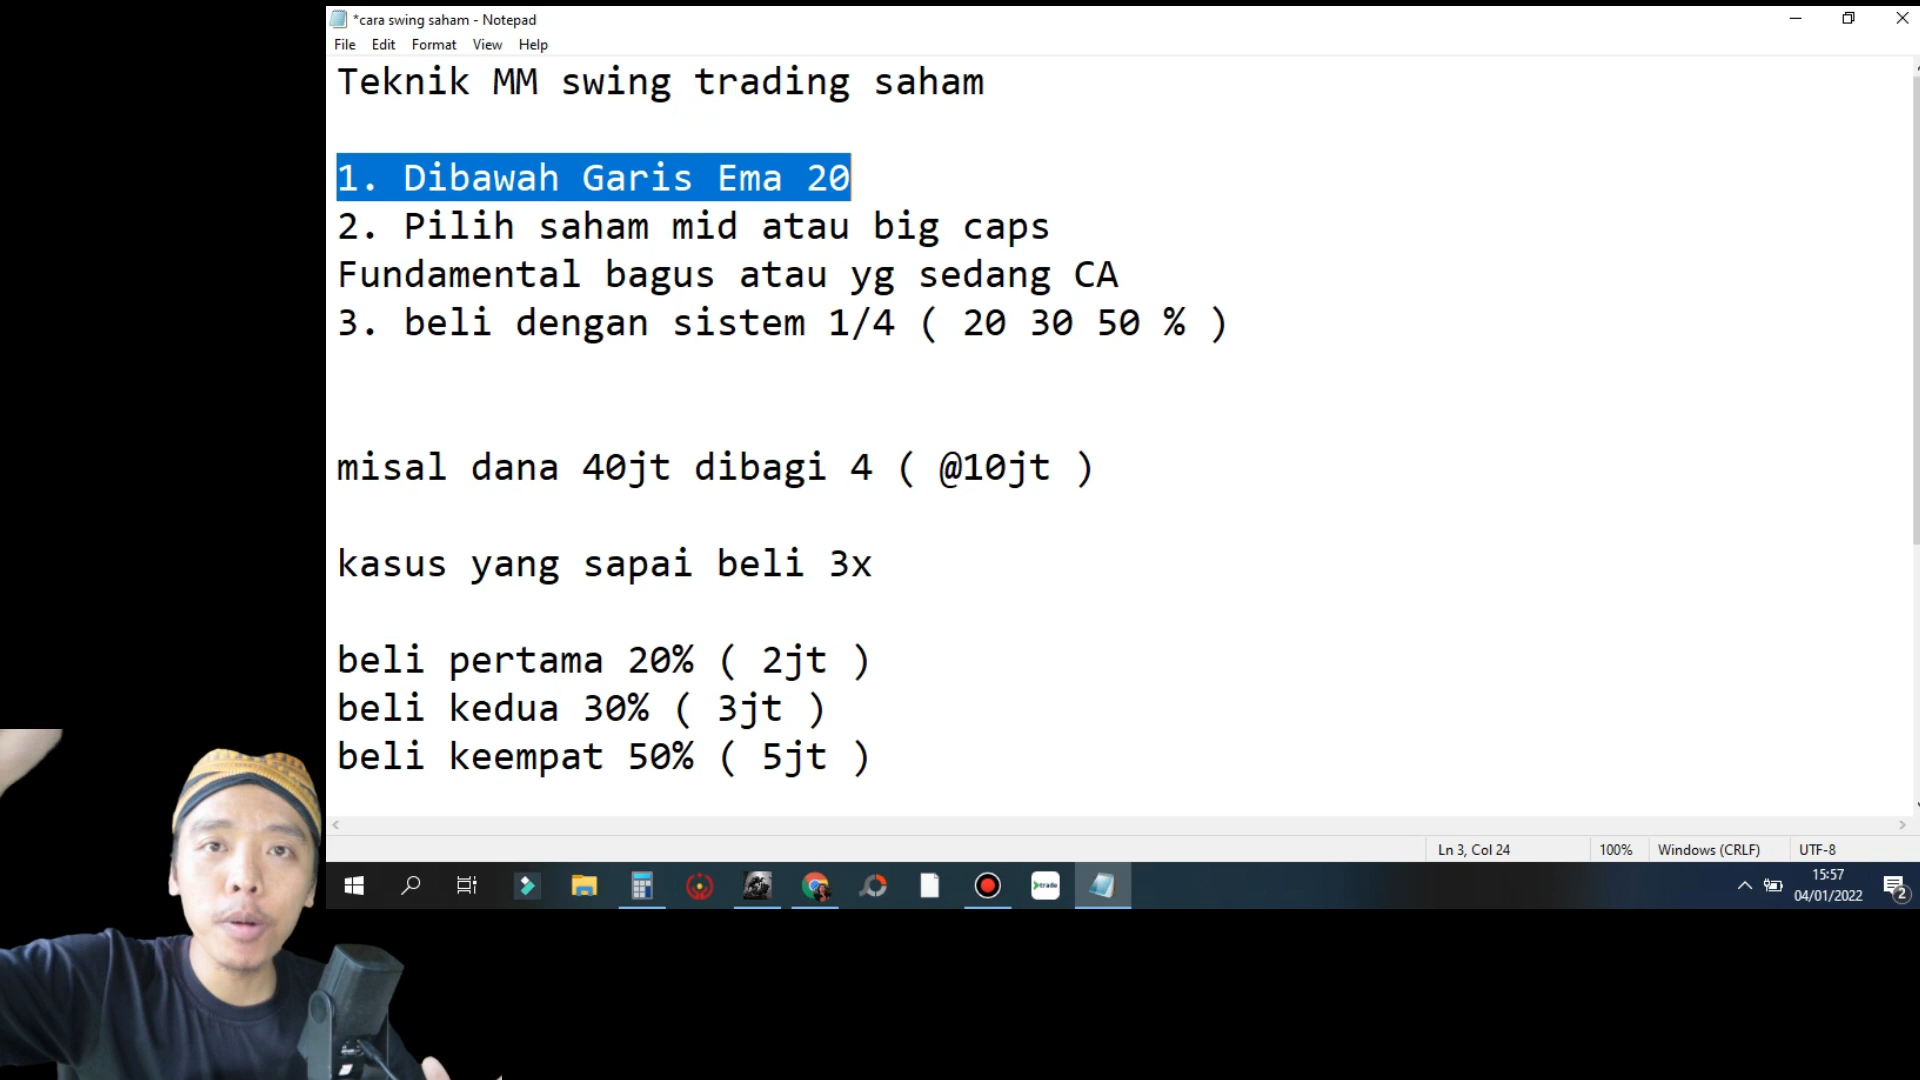 *cara swing saham - Notepad
File Edit Format View Help
Teknik MM swing trading saham
1. Dibawah Garis Ema 20
2. Pilih saham mid atau big caps
Fundamental bagus atau yg sedang CA
3. beli dengan sistem 1/4 ( 20 30 50 % )
misal dana 40jt dibagi 4 ( @10jt )
kasus yang sapai beli 3x
beli pertama 20% ( 2jt )
beli kedua 30% ( 3jt )
beli keempat 50% ( 5jt )
Ln 3, Col 24 100% Windows (CRLF) UTF-8
trade
15:57
04/01/2022
2